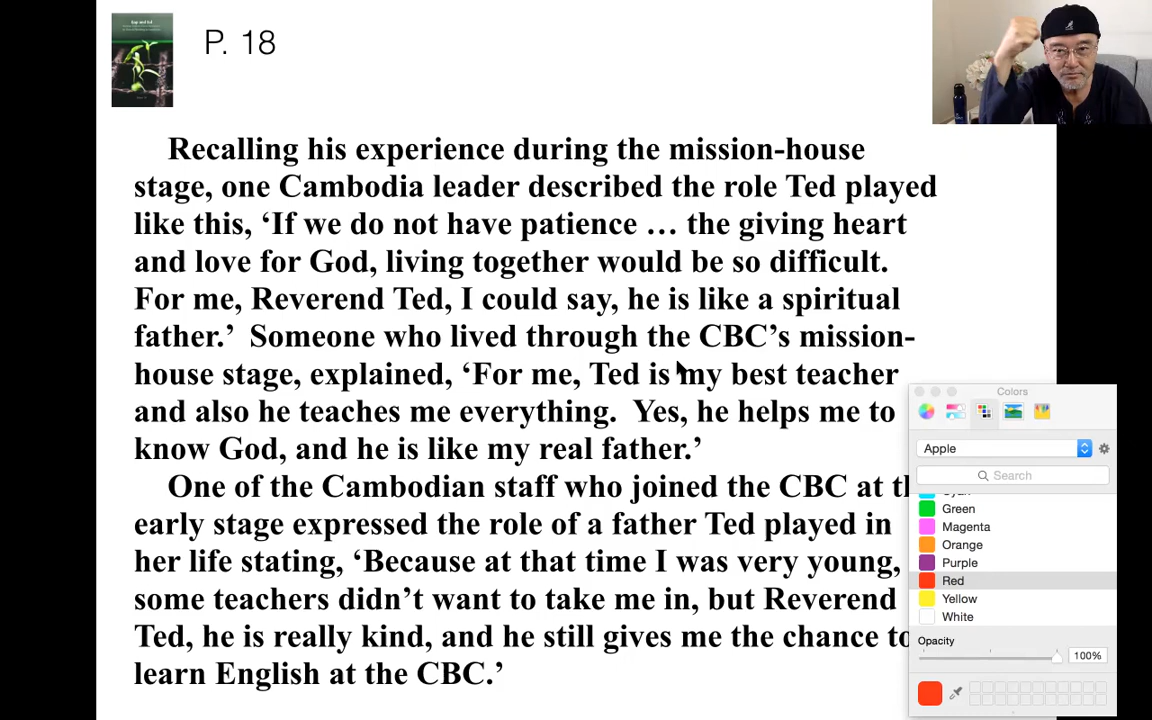 P. 18
Recalling his experience during the mission-house
stage, one Cambodia leader described the role Ted played
like this, ‘If we do not have patience … the giving heart
and love for God, living together would be so difficult.
For me, Reverend Ted, I could say, he is like a spiritual
father.’ Someone who lived through the CBC’s mission-
house stage, explained, ‘For me, Ted is my best teacher
and also he teaches me everything. Yes, he helps me to
know God, and he is like my real father.’
One of the Cambodian staff who joined the CBC at
early stage expressed the role of a father Ted played in
her life stating, ‘Because at that time I was very young,
some teachers didn’t want to take me in, but Reverend
Ted, he is really kind, and he still gives me the chance to
learn English at the CBC.’
Colors
Apple
Search
Green
Magenta
Orange
Purple
Red
Yellow
White
Opacity
100%